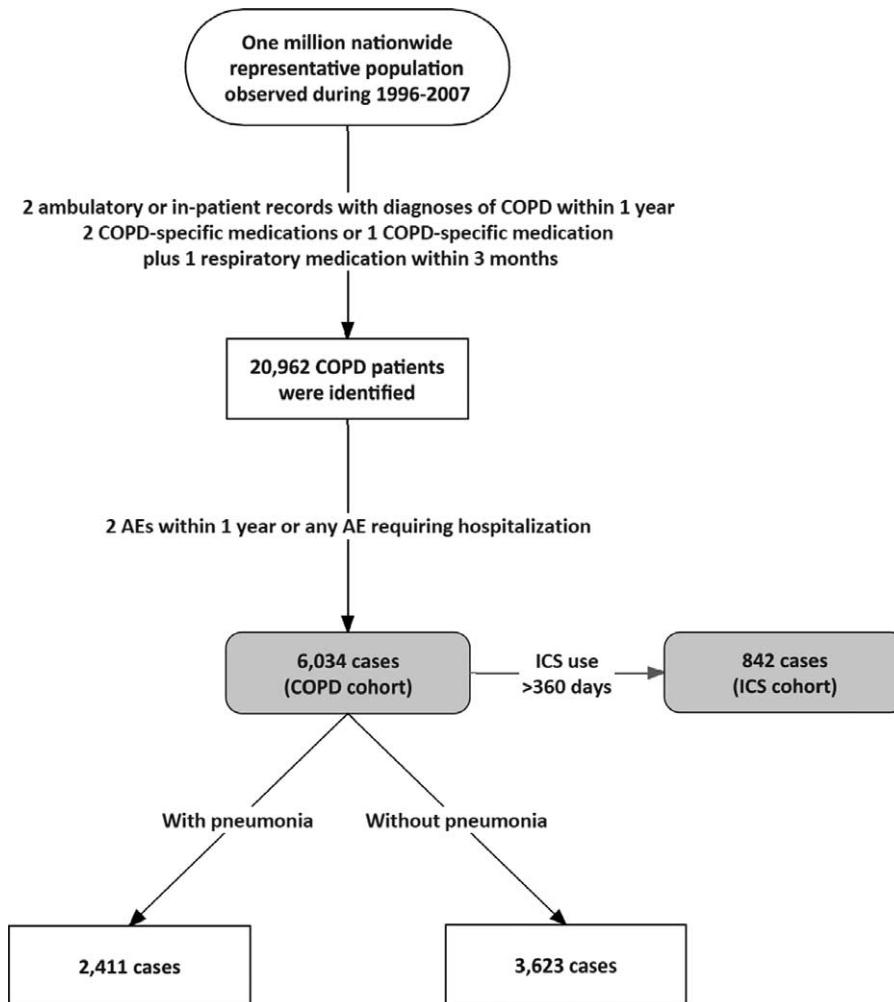 One million nationwide
representative population
observed during 1996-2007
2 ambulatory or in-patient records with diagnoses of COPD within 1 year
2 COPD-specific medications or 1 COPD-specific medication
plus 1 respiratory medication within 3 months
20,962 COPD patients
were identified
2 AEs within 1 year or any AE requiring hospitalization
6,034 cases
(COPD cohort)
ICS use
>360 days
842 cases
(ICS cohort)
With pneumonia
Without pneumonia
2,411 cases
3,623 cases